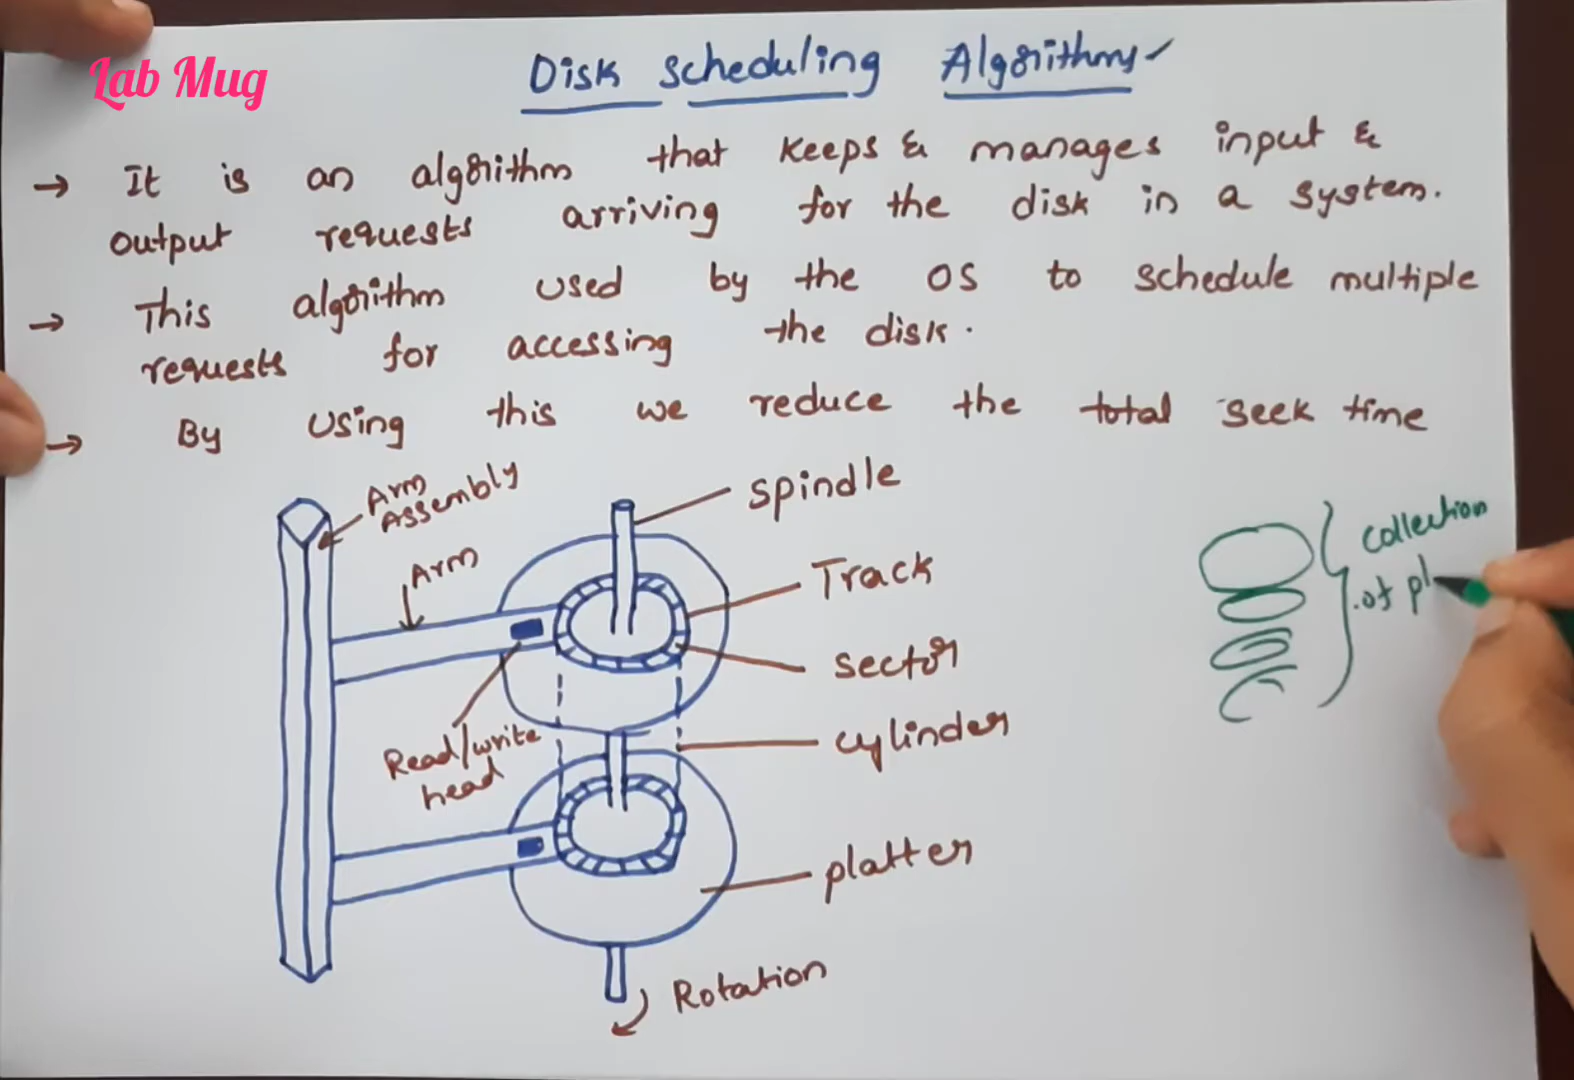 Lab Mug
Disk Scheduling Algorithms
→ It is an algorithm that keeps & manages input &
output requests arriving for the disk in a system.
→ This algorithm used by the OS to schedule multiple
requests for accessing the disk.
→ By using this we reduce the total seek time
Arm
Assembly
spindle
Arm
Track
sector
Read/write
head
cylinder
platter
Rotation
collection
of pl